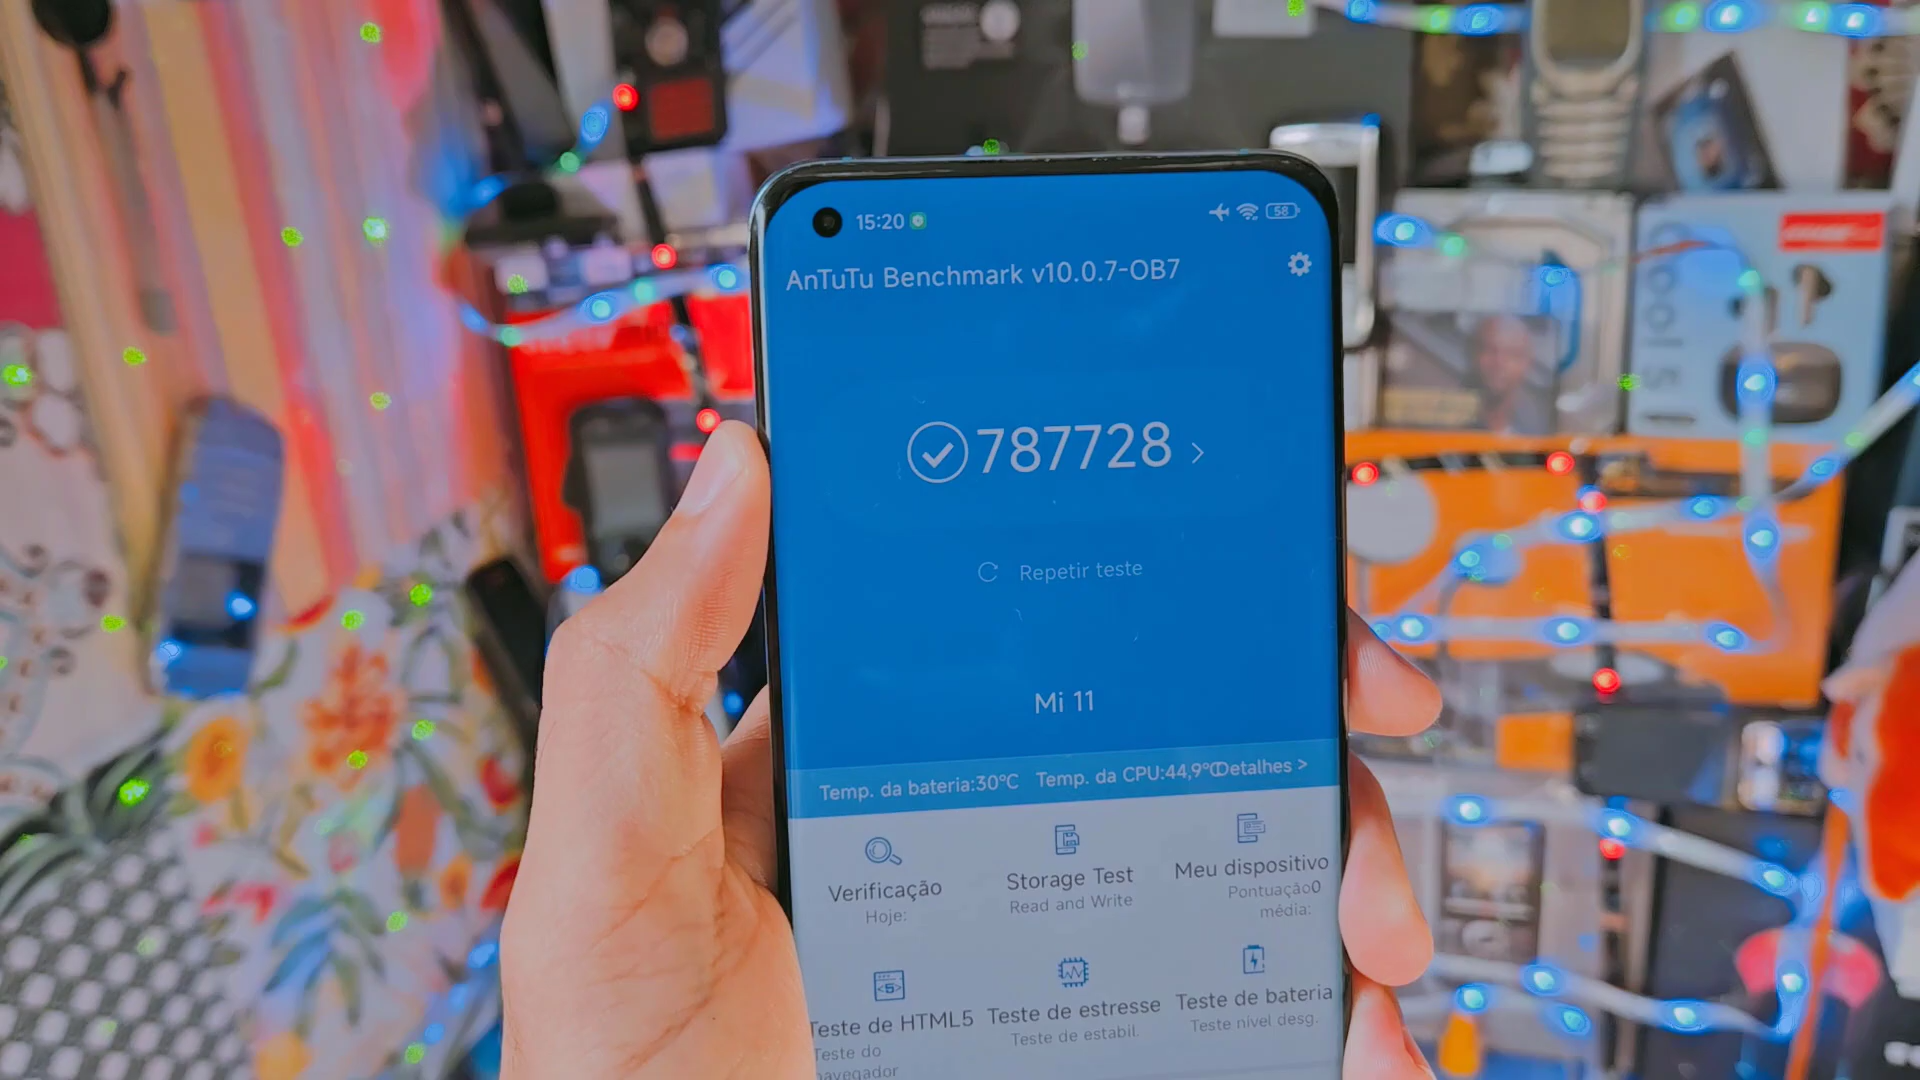 15:20
58
AnTuTu Benchmark v10.0.7-OB7
787728
Repetir teste
Mi 11
Temp. da bateria:30°C Temp. da CPU:44,9°C Detalhes >
Verificação
Hoje:
Storage Test
Read and Write
Meu dispositivo
Pontuação0
média:
Teste de HTML5
Teste do
navegador
Teste de estresse
Teste de estabil.
Teste de bateria
Teste nível desg.